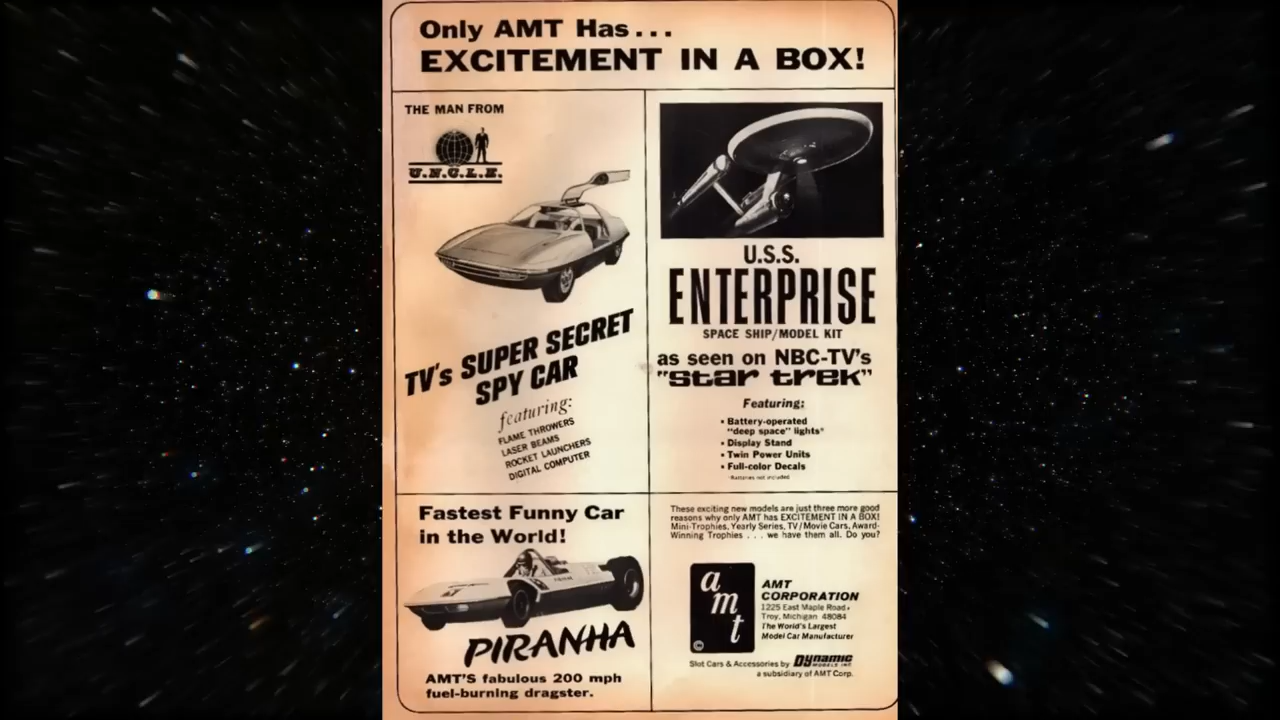 Only AMT Has...
EXCITEMENT IN A BOX!
THE MAN FROM
U.N.C.L.E.
TV's SUPER SECRET
SPY CAR
featuring:
FLAME THROWERS
LASER BEAMS
ROCKET LAUNCHERS
DIGITAL COMPUTER
U.S.S.
ENTERPRISE
SPACE SHIP/MODEL KIT
as seen on NBC-TV's
"Star trek"
Featuring:
• Battery-operated
"deep space" lights*
• Display Stand
• Twin Power Units
• Full-color Decals
*Batteries not included
Fastest Funny Car
in the World!
PIRANHA
AMT'S fabulous 200 mph
fuel-burning dragster.
These exciting new models are just three more good
reasons why only AMT has EXCITEMENT IN A BOX!
Mini-Trophies, Yearly Series, TV/Movie Cars, Award-
Winning Trophies . . . we have them all. Do you?
amt
©
AMT
CORPORATION
1225 East Maple Road,
Troy, Michigan 48084
The World's Largest
Model Car Manufacturer
Slot Cars & Accessories by Dynamic
MODELS INC
a subsidiary of AMT Corp.